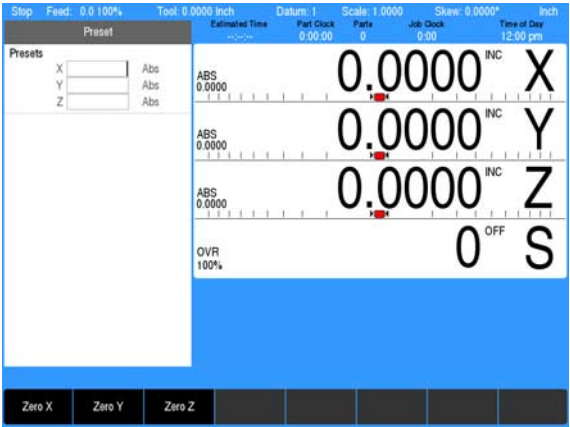 Stop Feed: 0.0 100% Tool: 0.0000 Inch Datum: 1 Scale: 1.0000 Skew: 0.0000° Inch
Preset
Estimated Time Part Clock Parts Job Clock Time of Day
--:--:-- 0:00:00 0 0:00 12:00 pm
Presets
X Abs
Y Abs
Z Abs
ABS 0.0000 0.0000 INC X
ABS 0.0000 0.0000 INC Y
ABS 0.0000 0.0000 INC Z
OVR 100% 0 OFF S
Zero X Zero Y Zero Z